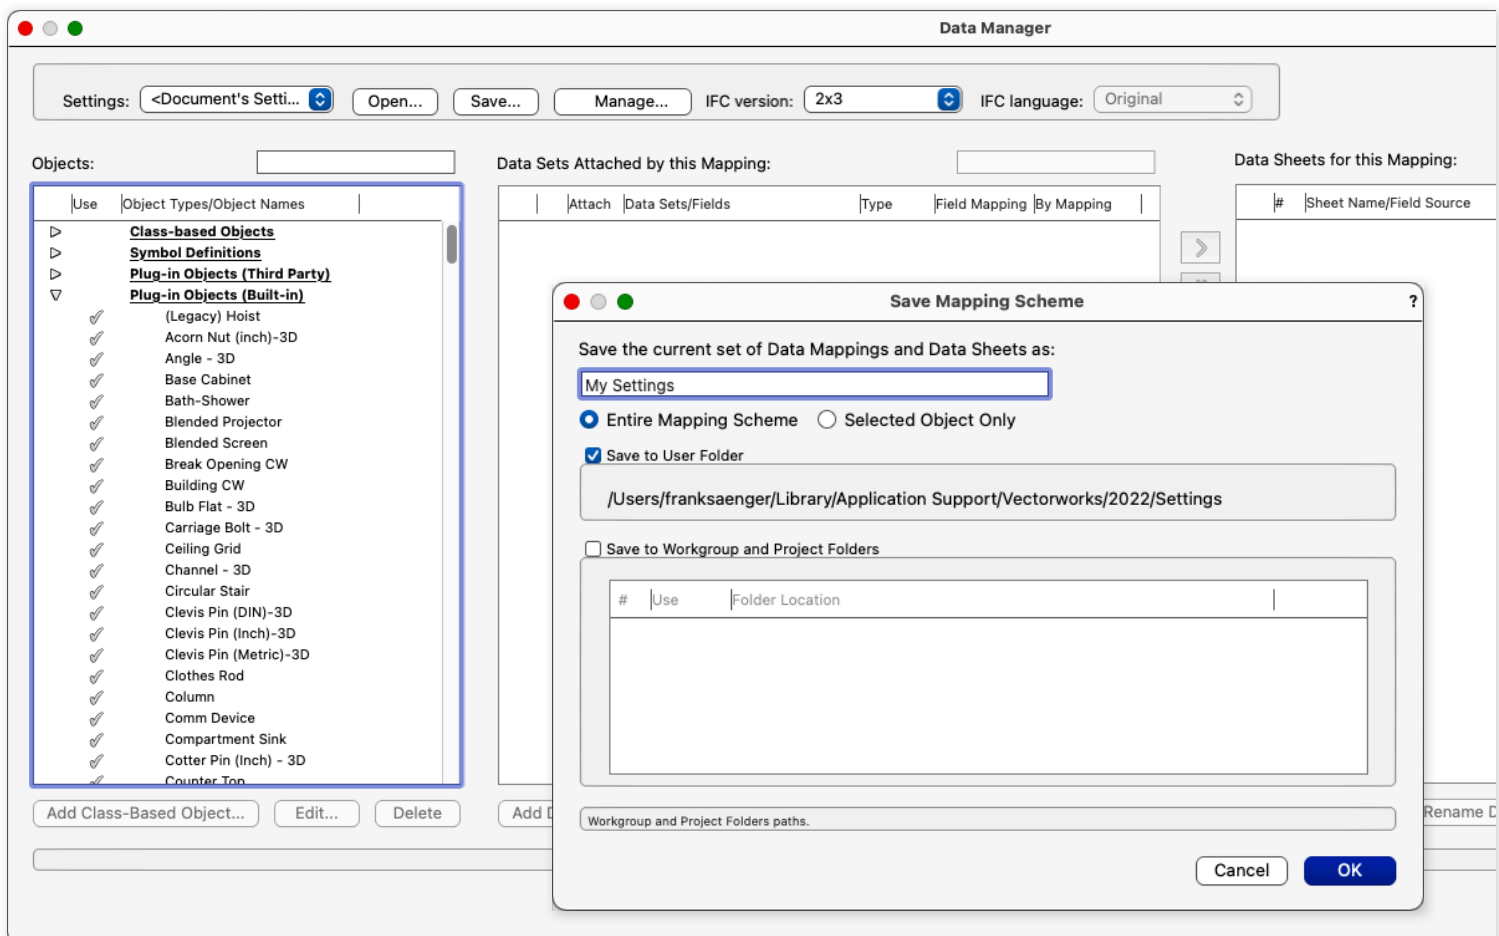 Data Manager
Settings: <Document's Setti... Open... Save... Manage... IFC version: 2x3 IFC language: Original
Objects: Data Sets Attached by this Mapping: Data Sheets for this Mapping:
Use Object Types/Object Names Attach Data Sets/Fields Type Field Mapping By Mapping # Sheet Name/Field Source
Class-based Objects
Symbol Definitions
Plug-in Objects (Third Party)
Plug-in Objects (Built-in)
(Legacy) Hoist
Acorn Nut (inch)-3D
Angle - 3D
Base Cabinet
Bath-Shower
Blended Projector
Blended Screen
Break Opening CW
Building CW
Bulb Flat - 3D
Carriage Bolt - 3D
Ceiling Grid
Channel - 3D
Circular Stair
Clevis Pin (DIN)-3D
Clevis Pin (Inch)-3D
Clevis Pin (Metric)-3D
Clothes Rod
Column
Comm Device
Compartment Sink
Cotter Pin (Inch) - 3D
Counter Top
Add Class-Based Object... Edit... Delete Add D Rename D
Save Mapping Scheme ?
Save the current set of Data Mappings and Data Sheets as:
My Settings
Entire Mapping Scheme Selected Object Only
Save to User Folder
/Users/franksaenger/Library/Application Support/Vectorworks/2022/Settings
Save to Workgroup and Project Folders
# Use Folder Location
Workgroup and Project Folders paths.
Cancel OK